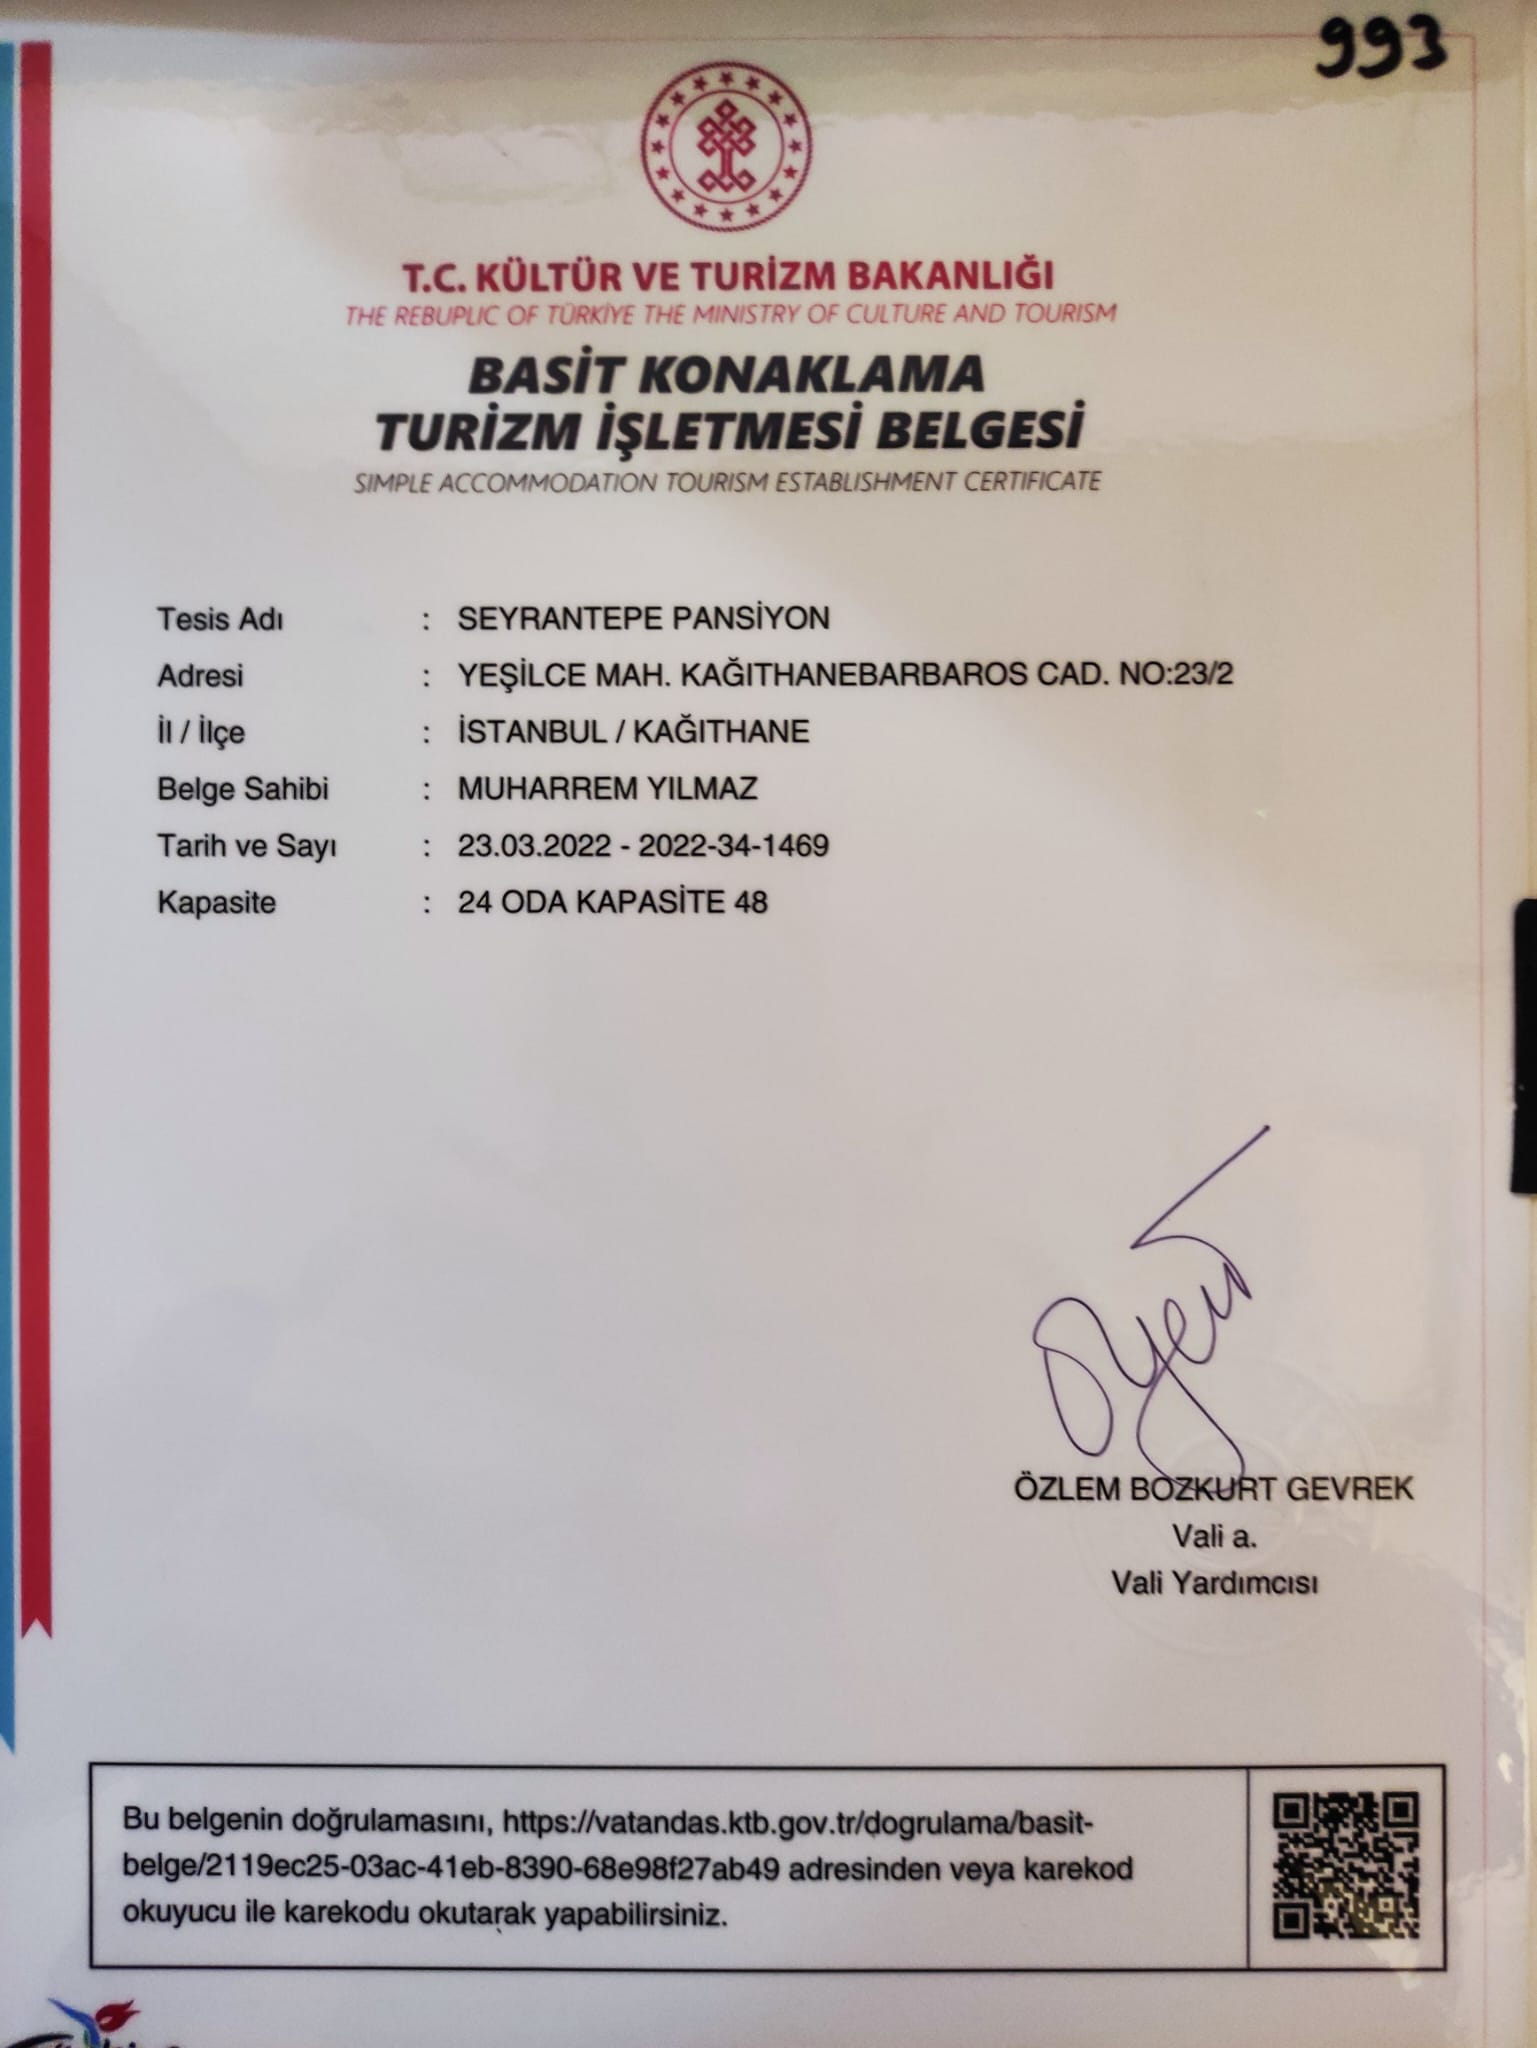 993
T.C. KÜLTÜR VE TURİZM BAKANLIĞI
THE REBUPLIC OF TÜRKİYE THE MINISTRY OF CULTURE AND TOURISM
BASİT KONAKLAMA
TURİZM İŞLETMESİ BELGESİ
SIMPLE ACCOMMODATION TOURISM ESTABLISHMENT CERTIFICATE
Tesis Adı : SEYRANTEPE PANSİYON
Adresi : YEŞİLCE MAH. KAĞITHANEBARBAROS CAD. NO:23/2
İl / İlçe : İSTANBUL / KAĞITHANE
Belge Sahibi : MUHARREM YILMAZ
Tarih ve Sayı : 23.03.2022 - 2022-34-1469
Kapasite : 24 ODA KAPASİTE 48
ÖZLEM BOZKURT GEVREK
Vali a.
Vali Yardımcısı
Bu belgenin doğrulamasını, https://vatandas.ktb.gov.tr/dogrulama/basit-
belge/2119ec25-03ac-41eb-8390-68e98f27ab49 adresinden veya karekod
okuyucu ile karekodu okutarak yapabilirsiniz.